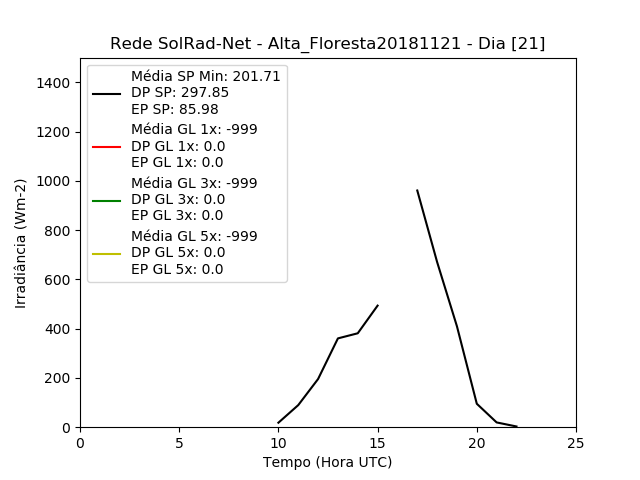 Rede SolRad-Net - Alta_Floresta20181121 - Dia [21]
Média SP Min: 201.71
DP SP: 297.85
EP SP: 85.98
Média GL 1x: -999
DP GL 1x: 0.0
EP GL 1x: 0.0
Média GL 3x: -999
DP GL 3x: 0.0
EP GL 3x: 0.0
Média GL 5x: -999
DP GL 5x: 0.0
EP GL 5x: 0.0
Irradiância (Wm-2)
1400
1200
1000
800
600
400
200
0
0 5 10 15 20 25
Tempo (Hora UTC)